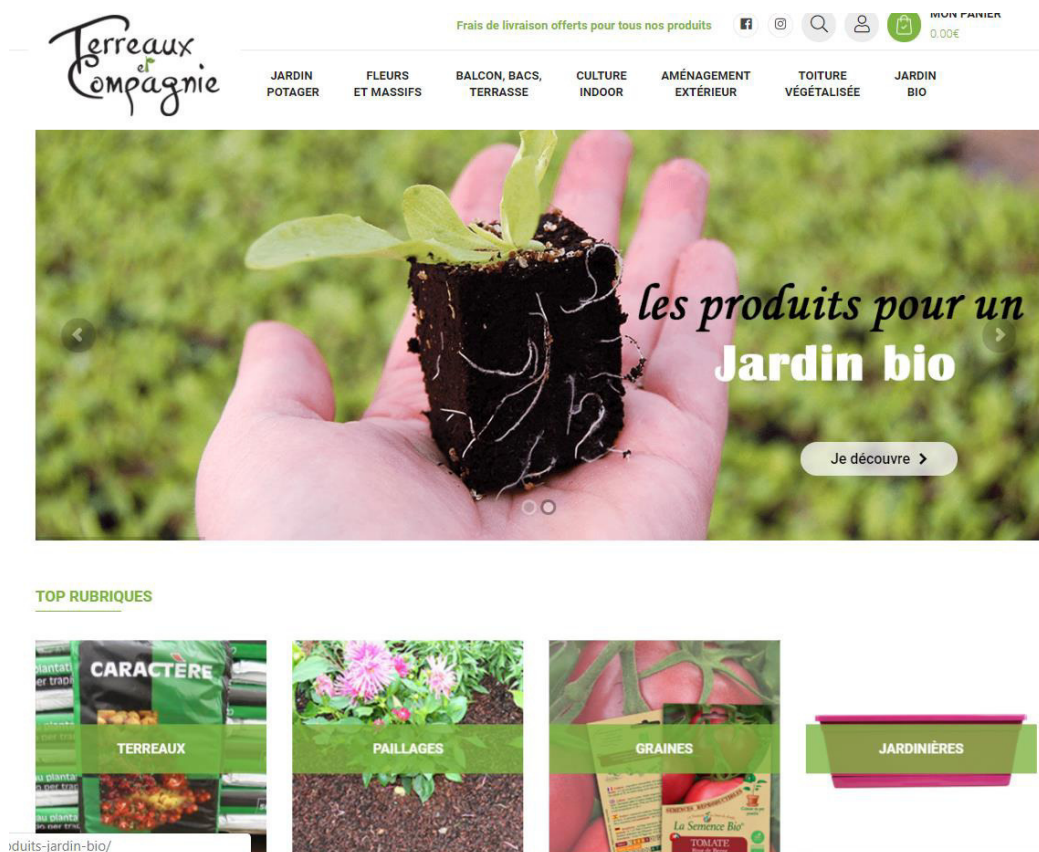 Terreaux
et
Compagnie
Frais de livraison offerts pour tous nos produits
MON PANIER
0.00€
JARDIN
POTAGER
FLEURS
ET MASSIFS
BALCON, BACS,
TERRASSE
CULTURE
INDOOR
AMÉNAGEMENT
EXTÉRIEUR
TOITURE
VÉGÉTALISÉE
JARDIN
BIO
les produits pour un
Jardin bio
Je découvre
TOP RUBRIQUES
CARACTÈRE
TERREAUX
PAILLAGES
GRAINES
La Semence Bio
TOMATE
JARDINIÈRES
duits-jardin-bio/